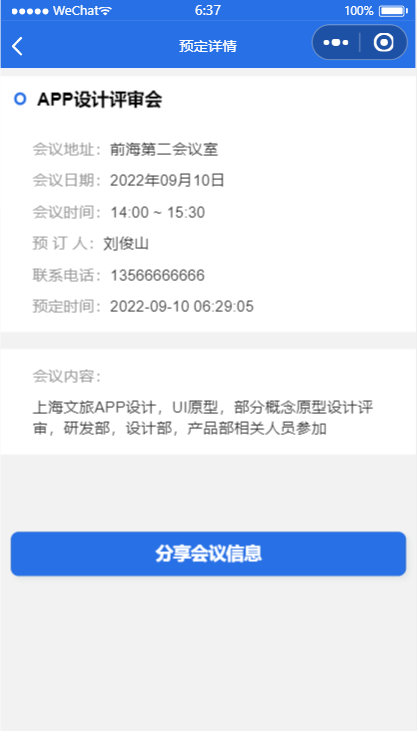 WeChat 6:37 100%
预定详情
APP设计评审会
会议地址：前海第二会议室
会议日期：2022年09月10日
会议时间：14:00 ~ 15:30
预 订 人：刘俊山
联系电话：13566666666
预定时间：2022-09-10 06:29:05
会议内容：
上海文旅APP设计，UI原型，部分概念原型设计评
审，研发部，设计部，产品部相关人员参加
分享会议信息